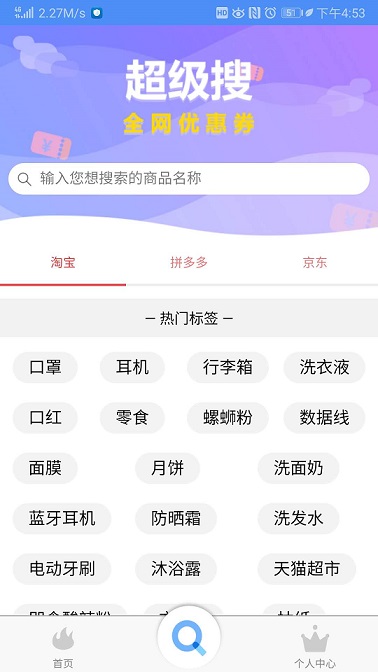 4G 2.27M/s HD N 5 下午4:53
超级搜
全网优惠券
输入您想搜索的商品名称
淘宝 拼多多 京东
— 热门标签 —
口罩 耳机 行李箱 洗衣液
口红 零食 螺蛳粉 数据线
面膜 月饼 洗面奶
蓝牙耳机 防晒霜 洗发水
电动牙刷 沐浴露 天猫超市
首页 个人中心